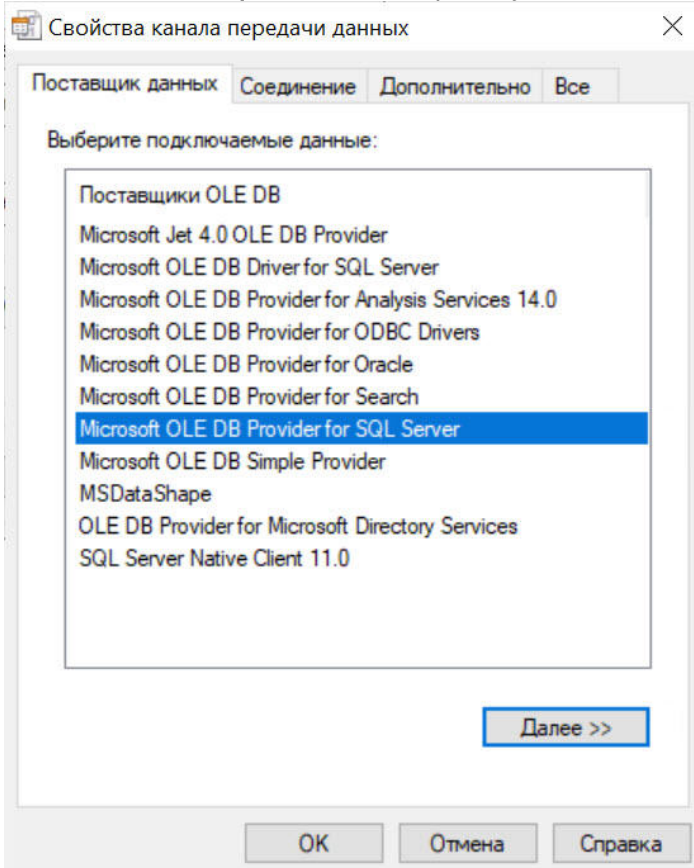 Свойства канала передачи данных
Поставщик данных Соединение Дополнительно Все
Выберите подключаемые данные:
Поставщики OLE DB
Microsoft Jet 4.0 OLE DB Provider
Microsoft OLE DB Driver for SQL Server
Microsoft OLE DB Provider for Analysis Services 14.0
Microsoft OLE DB Provider for ODBC Drivers
Microsoft OLE DB Provider for Oracle
Microsoft OLE DB Provider for Search
Microsoft OLE DB Provider for SQL Server
Microsoft OLE DB Simple Provider
MSDataShape
OLE DB Provider for Microsoft Directory Services
SQL Server Native Client 11.0
Далее >>
OK Отмена Справка